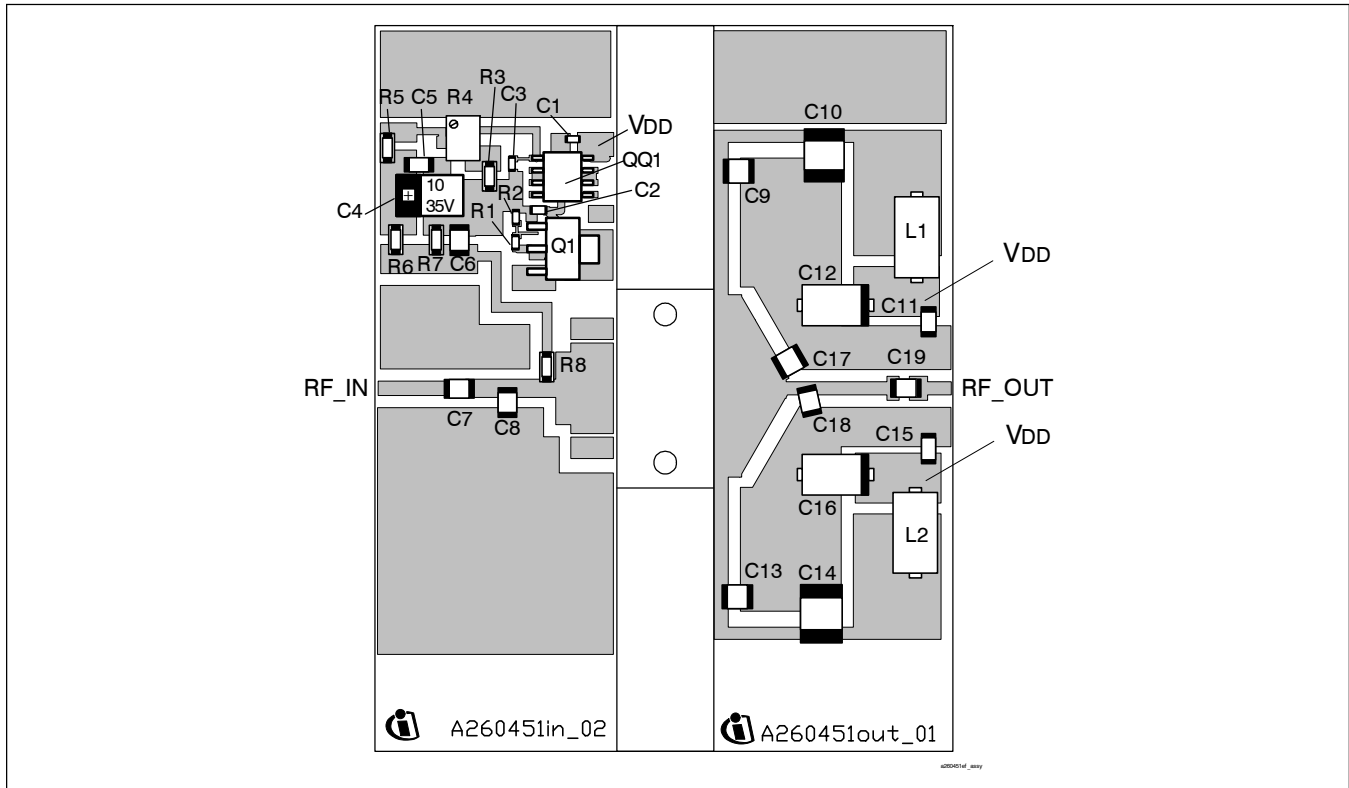 R3
R5 C5 R4 C3
C1
VDD
QQ1
C2
10
35V
C4
R2
R1
Q1
R6 R7 C6
R8
RF_IN
C7 C8
C10
C9
L1
VDD
C12
C11
C17 C19
RF_OUT
C18
C15
VDD
C16
L2
C13 C14
A260451in_02
A260451out_01
a260451ef_assy